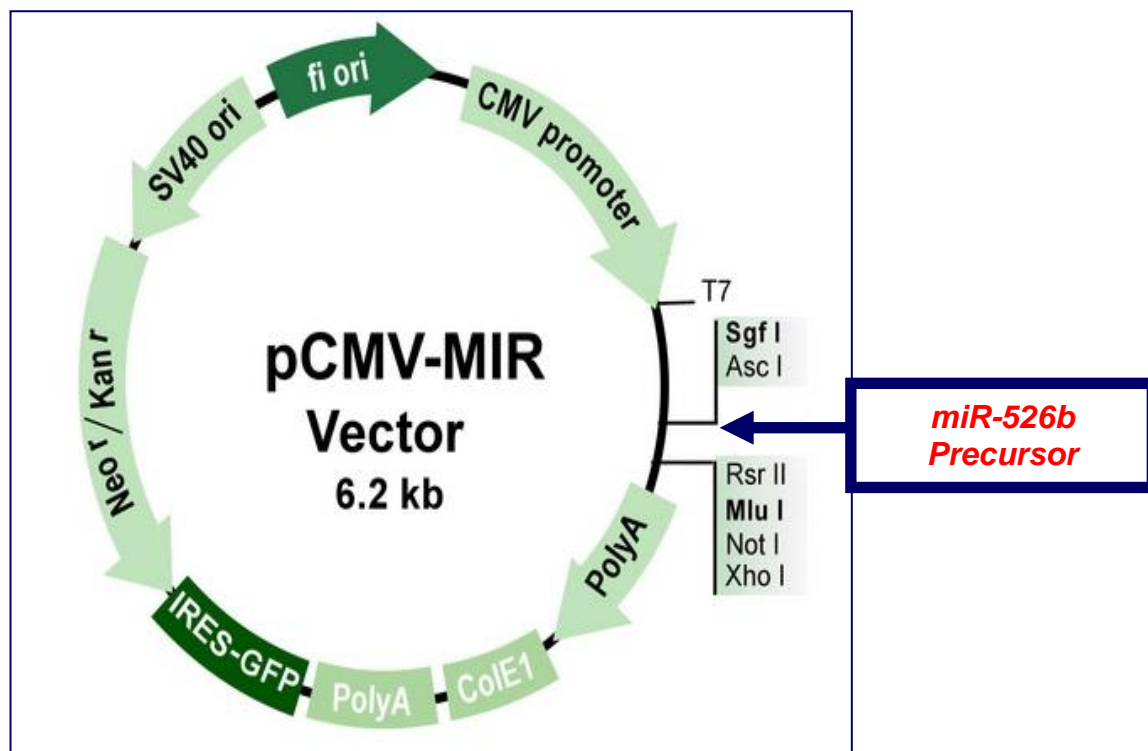 fi ori
CMV promoter
SV40 ori
T7
Sgf I
Asc I
pCMV-MIR
Vector
6.2 kb
miR-526b
Precursor
Neo r / Kan r
Rsr II
Mlu I
Not I
Xho I
PolyA
IRES-GFP
PolyA
ColE1